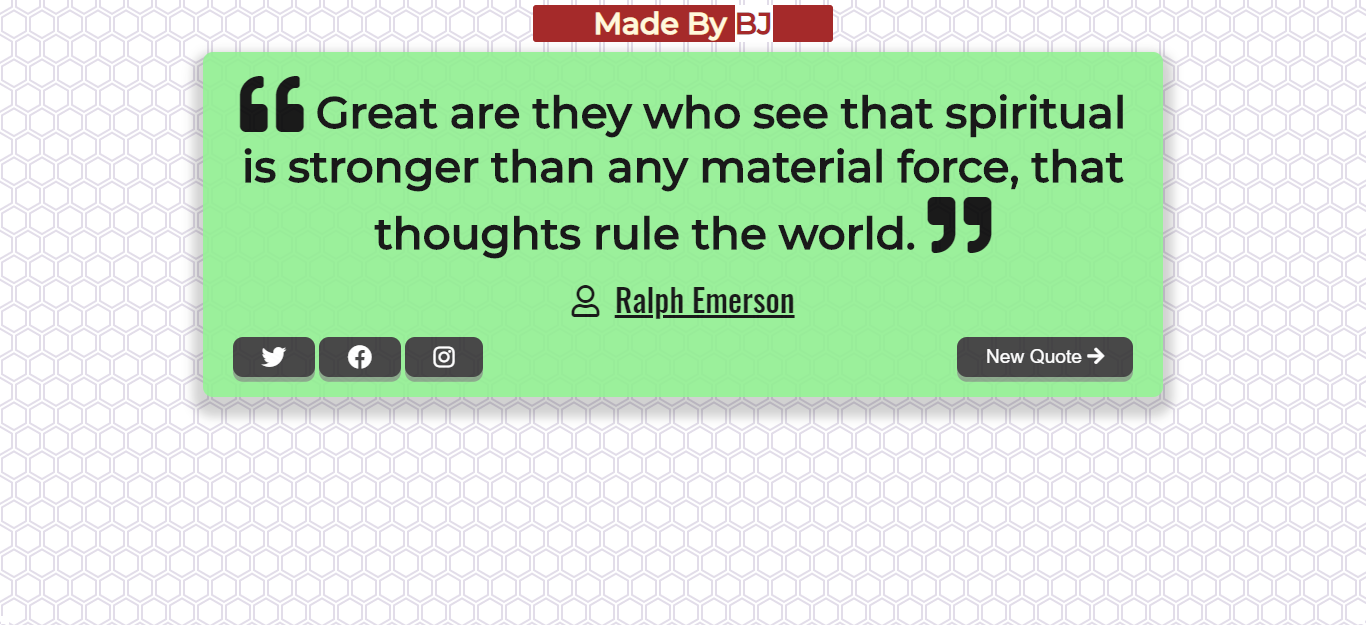 Made By BJ
“ Great are they who see that spiritual
is stronger than any material force, that
thoughts rule the world. ”
Ralph Emerson
New Quote →